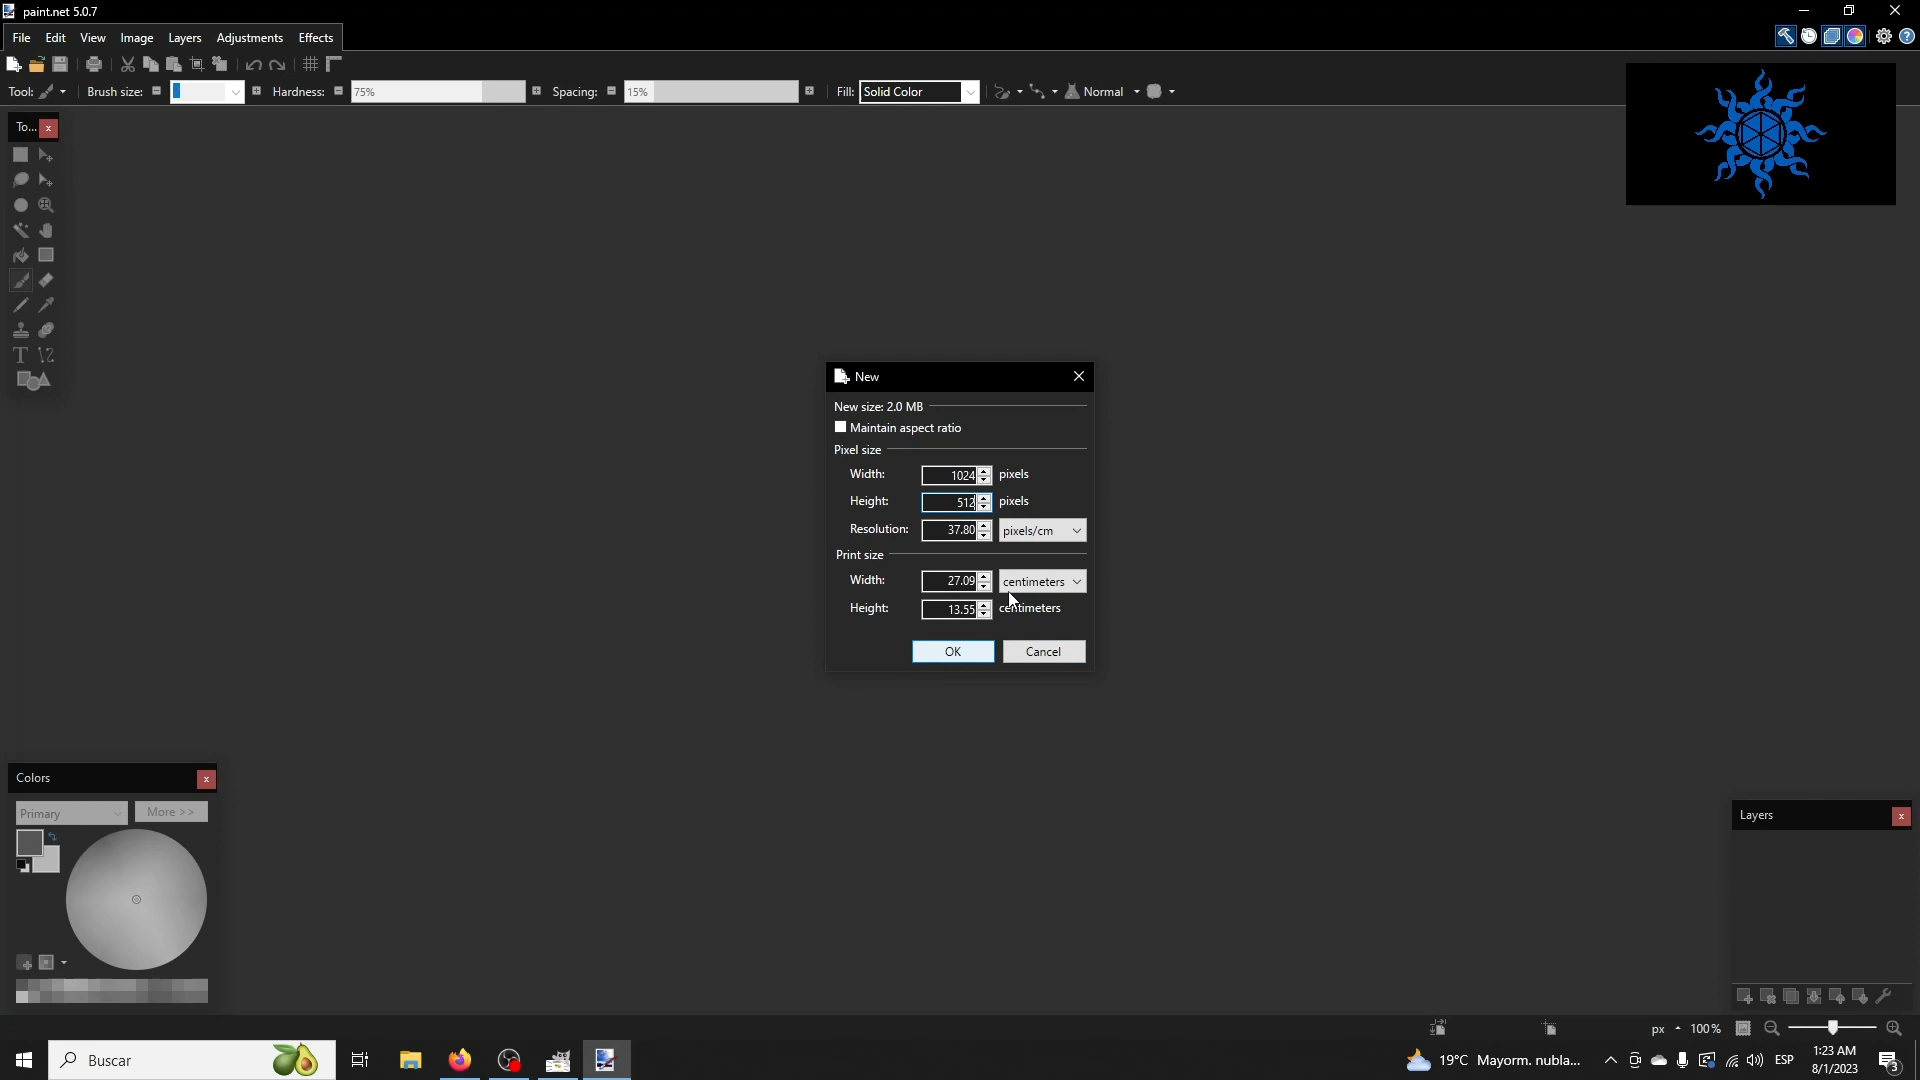 paint.net 5.0.7
File Edit View Image Layers Adjustments Effects
Tool: Brush size: Hardness: 75% Spacing: 15% Fill: Solid Color Normal
To...
New
New size: 2.0 MB
Maintain aspect ratio
Pixel size
Width: 1024 pixels
Height: 512 pixels
Resolution: 37.80 pixels/cm
Print size
Width: 27.09 centimeters
Height: 13.55 centimeters
OK Cancel
Colors
Primary More >>
Layers
px 100%
Buscar
19°C Mayorm. nubla...
ESP
1:23 AM
8/1/2023
3